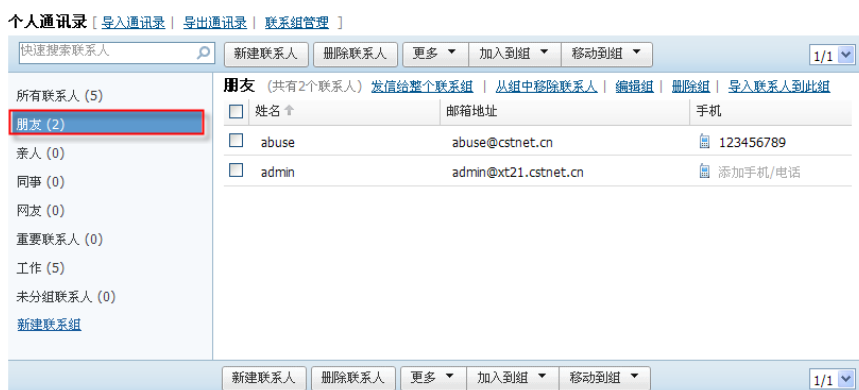 个人通讯录 [ 导入通讯录 | 导出通讯录 | 联系组管理 ]
快速搜索联系人 新建联系人 删除联系人 更多 加入到组 移动到组 1/1
所有联系人 (5)
朋友 (2)
亲人 (0)
同事 (0)
网友 (0)
重要联系人 (0)
工作 (5)
未分组联系人 (0)
新建联系组
朋友 (共有2个联系人) 发信给整个联系组 | 从组中移除联系人 | 编辑组 | 删除组 | 导入联系人到此组
姓名 邮箱地址 手机
abuse abuse@cstnet.cn 123456789
admin admin@xt21.cstnet.cn 添加手机/电话
新建联系人 删除联系人 更多 加入到组 移动到组 1/1